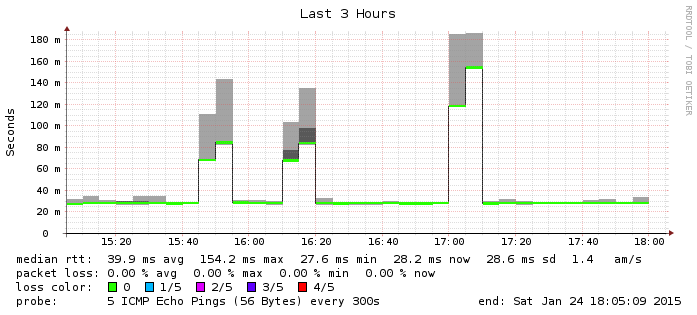 Last 3 Hours
RRDTOOL / TOBI OETIKER
Seconds
180 m
160 m
140 m
120 m
100 m
80 m
60 m
40 m
20 m
0
15:20 15:40 16:00 16:20 16:40 17:00 17:20 17:40 18:00
median rtt: 39.9 ms avg 154.2 ms max 27.6 ms min 28.2 ms now 28.6 ms sd 1.4 am/s
packet loss: 0.00 % avg 0.00 % max 0.00 % min 0.00 % now
loss color: 0 1/5 2/5 3/5 4/5
probe: 5 ICMP Echo Pings (56 Bytes) every 300s end: Sat Jan 24 18:05:09 2015